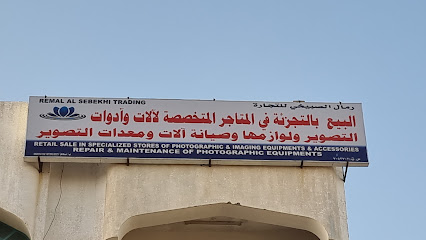 REMAL AL SEBEKHI TRADING رمال السبيخي للتجارة
البيع بالتجزئة في المتاجر المتخصصة لآلات وأدوات
التصوير ولوازمها وصيانة آلات ومعدات التصوير
RETAIL SALE IN SPECIALIZED STORES OF PHOTOGRAPHIC & IMAGING EQUIPMENTS & ACCESSORIES
REPAIR & MAINTENANCE OF PHOTOGRAPHIC EQUIPMENTS